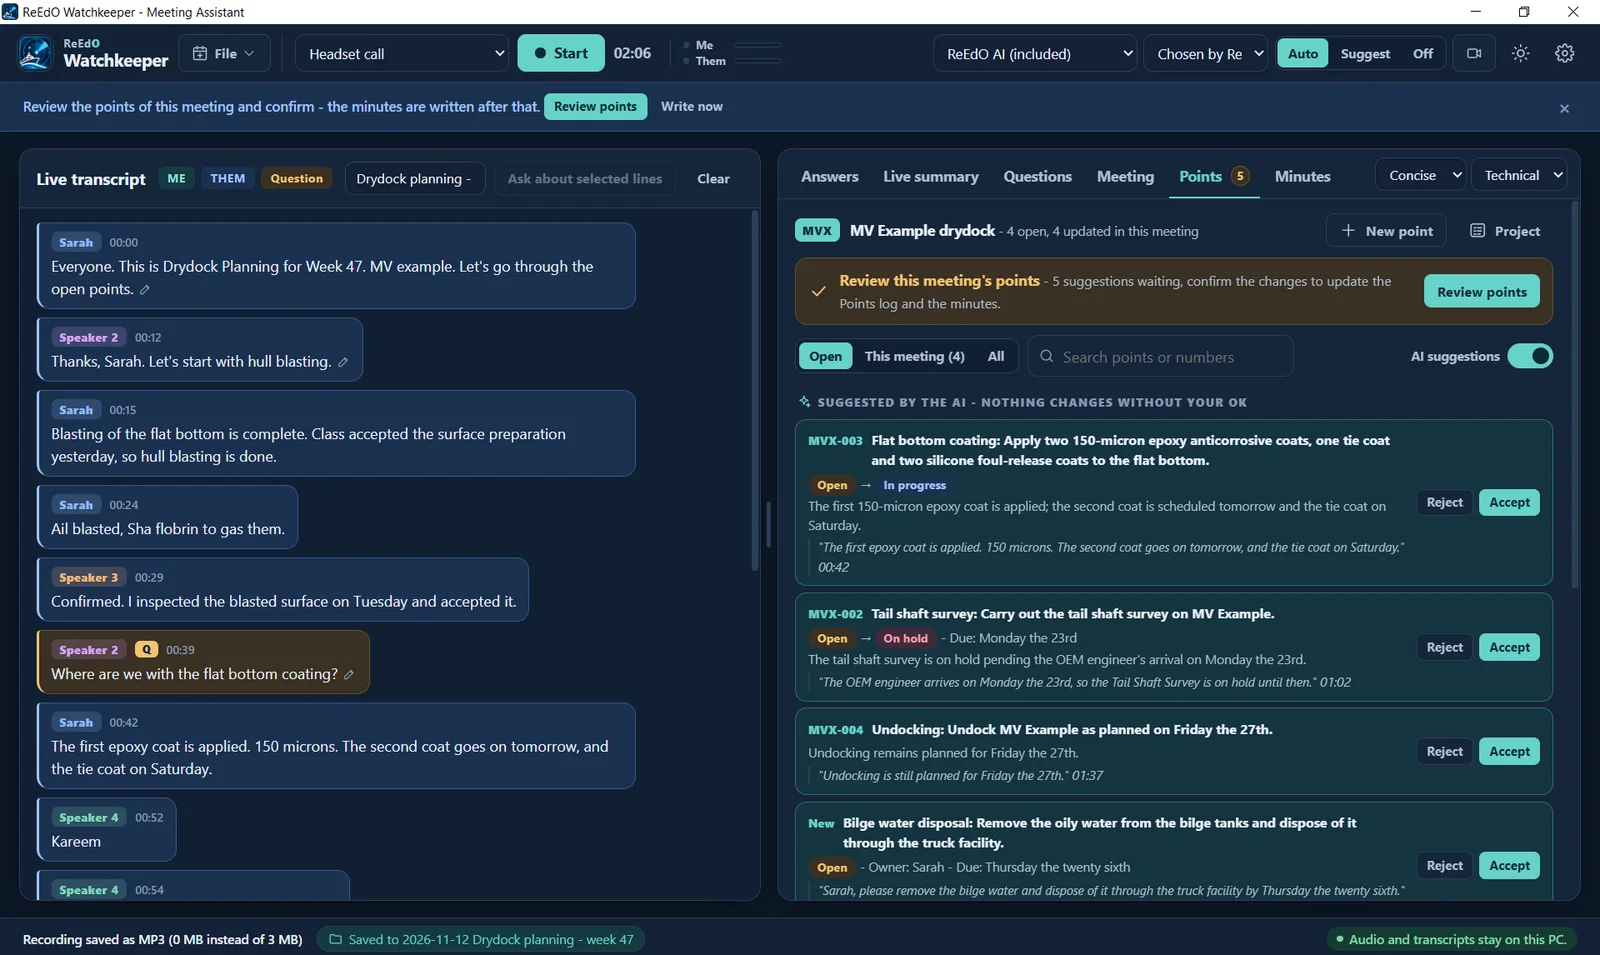 ReEdO Watchkeeper - Meeting Assistant
ReEdO
Watchkeeper
File
Headset call
Start
02:06
Me
Them
ReEdO AI (included)
Chosen by Re
Auto
Suggest
Off
Review the points of this meeting and confirm - the minutes are written after that.
Review points
Write now
Live transcript
ME
THEM
Question
Drydock planning -
Ask about selected lines
Clear
Sarah 00:00
Everyone. This is Drydock Planning for Week 47. MV example. Let's go through the
open points.
Speaker 2 00:12
Thanks, Sarah. Let's start with hull blasting.
Sarah 00:15
Blasting of the flat bottom is complete. Class accepted the surface preparation
yesterday, so hull blasting is done.
Sarah 00:24
Ail blasted, Sha flobrin to gas them.
Speaker 3 00:29
Confirmed. I inspected the blasted surface on Tuesday and accepted it.
Speaker 2 Q 00:39
Where are we with the flat bottom coating?
Sarah 00:42
The first epoxy coat is applied. 150 microns. The second coat goes on tomorrow, and
the tie coat on Saturday.
Speaker 4 00:52
Kareem
Speaker 4 00:54
Answers
Live summary
Questions
Meeting
Points 5
Minutes
Concise
Technical
MVX MV Example drydock - 4 open, 4 updated in this meeting
New point
Project
Review this meeting's points - 5 suggestions waiting, confirm the changes to update the
Points log and the minutes.
Review points
Open
This meeting (4)
All
Search points or numbers
AI suggestions
SUGGESTED BY THE AI - NOTHING CHANGES WITHOUT YOUR OK
MVX-003 Flat bottom coating: Apply two 150-micron epoxy anticorrosive coats, one tie coat
and two silicone foul-release coats to the flat bottom.
Open → In progress
The first 150-micron epoxy coat is applied; the second coat is scheduled tomorrow and the tie coat on
Saturday.
"The first epoxy coat is applied. 150 microns. The second coat goes on tomorrow, and the tie coat on Saturday."
00:42
Reject
Accept
MVX-002 Tail shaft survey: Carry out the tail shaft survey on MV Example.
Open → On hold - Due: Monday the 23rd
The tail shaft survey is on hold pending the OEM engineer's arrival on Monday the 23rd.
"The OEM engineer arrives on Monday the 23rd, so the Tail Shaft Survey is on hold until then." 01:02
Reject
Accept
MVX-004 Undocking: Undock MV Example as planned on Friday the 27th.
Undocking remains planned for Friday the 27th.
"Undocking is still planned for Friday the 27th." 01:37
Reject
Accept
New Bilge water disposal: Remove the oily water from the bilge tanks and dispose of it
through the truck facility.
Open - Owner: Sarah - Due: Thursday the twenty sixth
"Sarah, please remove the bilge water and dispose of it through the truck facility by Thursday the twenty sixth."
Reject
Accept
Recording saved as MP3 (0 MB instead of 3 MB)
Saved to 2026-11-12 Drydock planning - week 47
Audio and transcripts stay on this PC.